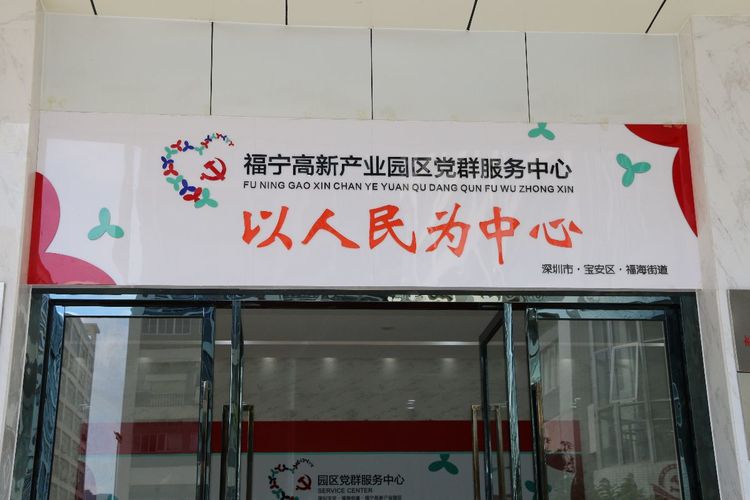 福宁高新产业园区党群服务中心
FU NING GAO XIN CHAN YE YUAN QU DANG QUN FU WU ZHONG XIN
以人民为中心
深圳市·宝安区·福海街道
园区党群服务中心
SERVICE CENTER